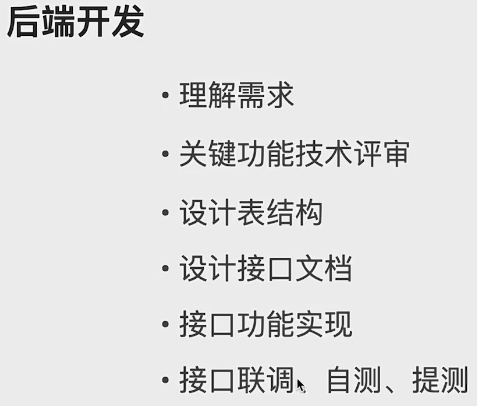 后端开发
• 理解需求
• 关键功能技术评审
• 设计表结构
• 设计接口文档
• 接口功能实现
• 接口联调、自测、提测